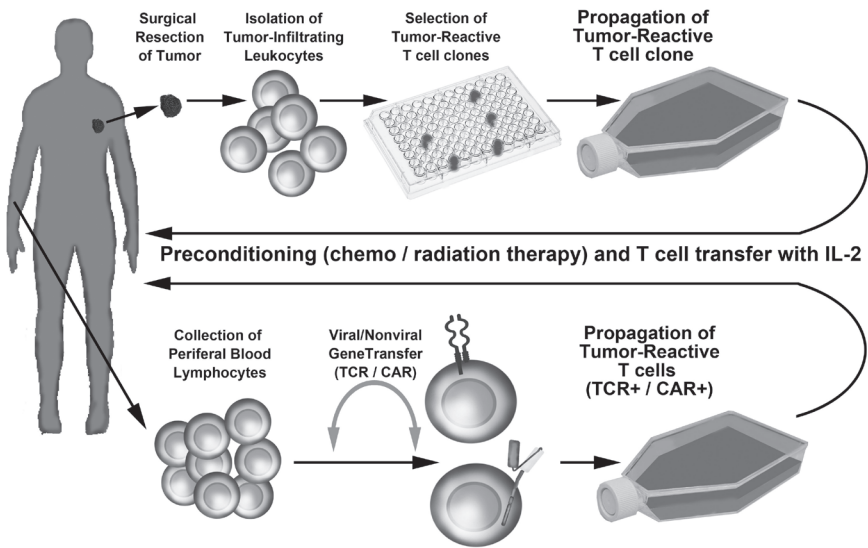 Surgical
Resection
of Tumor
Isolation of
Tumor-Infiltrating
Leukocytes
Selection of
Tumor-Reactive
T cell clones
Propagation of
Tumor-Reactive
T cell clone
Preconditioning (chemo / radiation therapy) and T cell transfer with IL-2
Collection of
Periferal Blood
Lymphocytes
Viral/Nonviral
GeneTransfer
(TCR / CAR)
Propagation of
Tumor-Reactive
T cells
(TCR+ / CAR+)